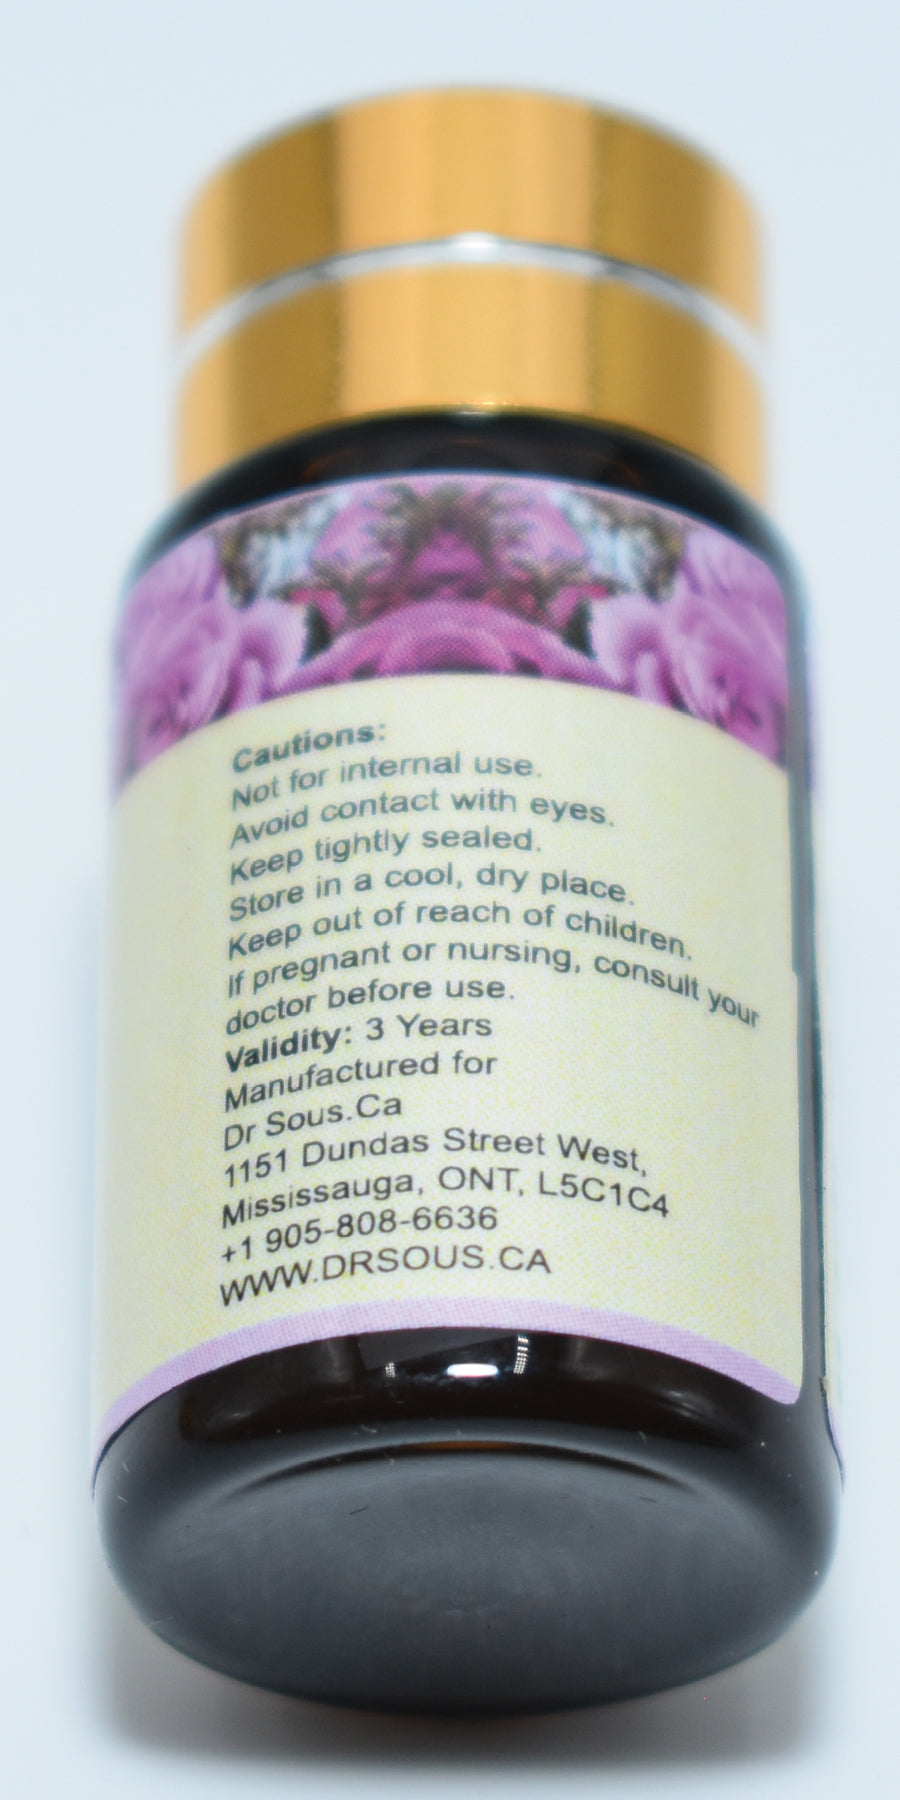 Cautions:
Not for internal use.
Avoid contact with eyes.
Keep tightly sealed.
Store in a cool, dry place.
Keep out of reach of children.
If pregnant or nursing, consult your
doctor before use.
Validity: 3 Years
Manufactured for
Dr Sous.Ca
1151 Dundas Street West,
Mississauga, ONT, L5C1C4
+1 905-808-6636
WWW.DRSOUS.CA